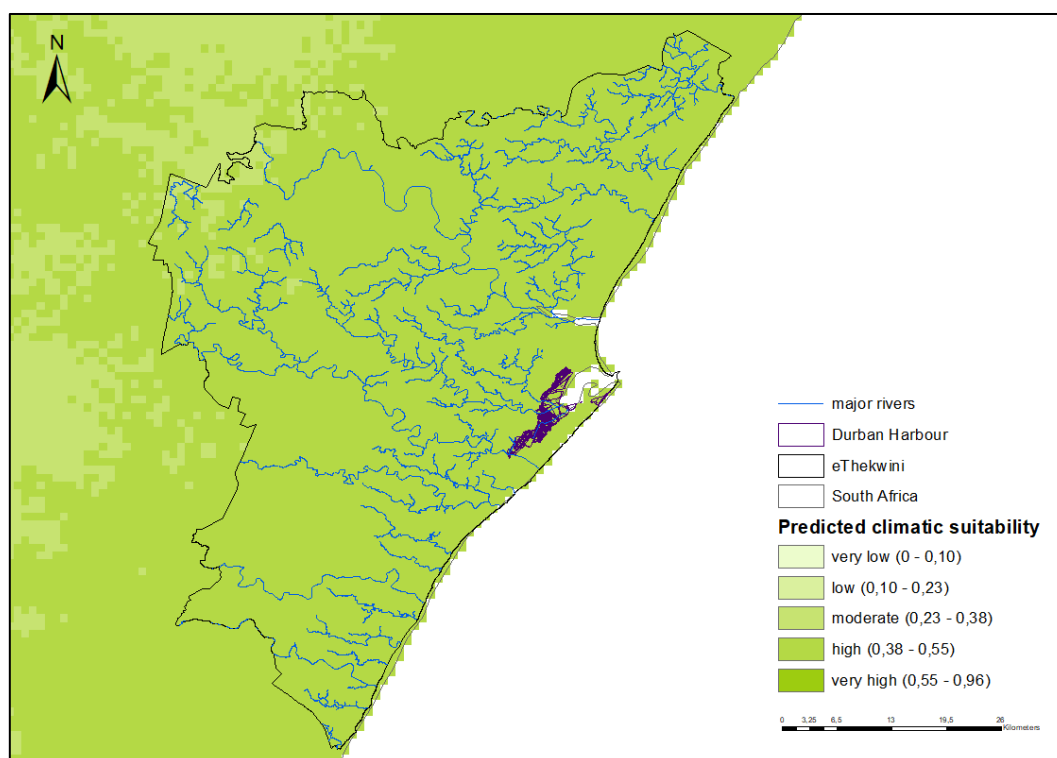 N
major rivers
Durban Harbour
eThekwini
South Africa
Predicted climatic suitability
very low (0 - 0,10)
low (0,10 - 0,23)
moderate (0,23 - 0,38)
high (0,38 - 0,55)
very high (0,55 - 0,96)
0 3,25 6,5 13 19,5 26
Kilometers